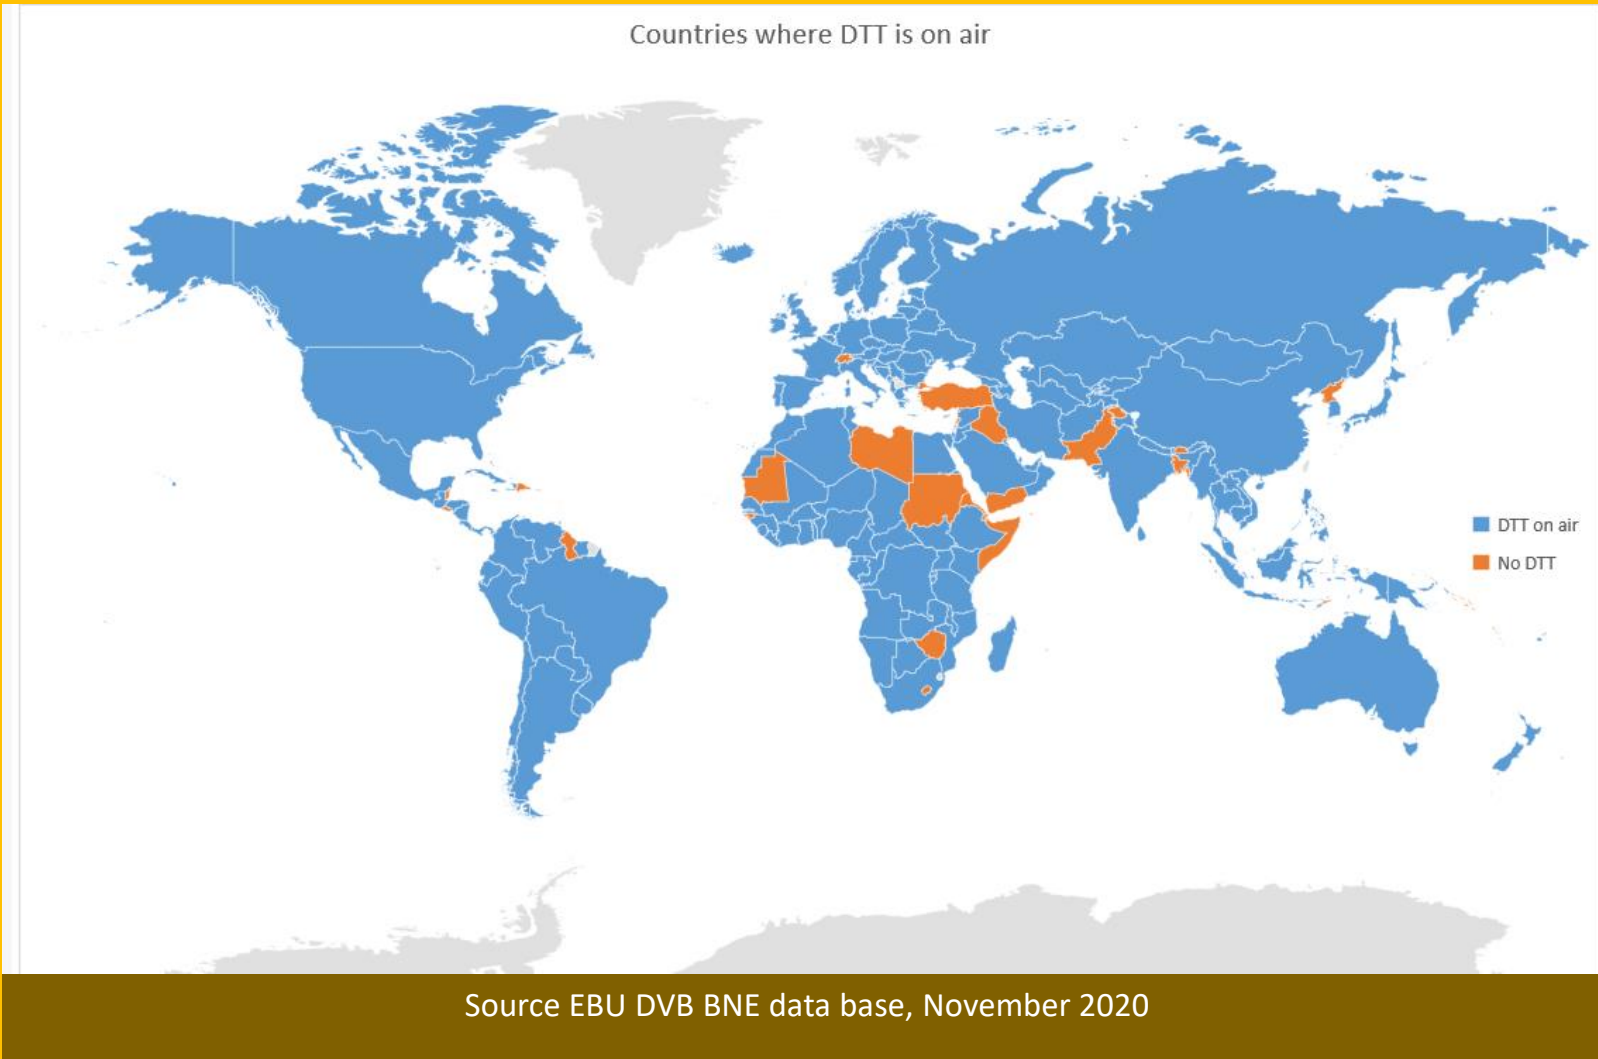 Countries where DTT is on air
DTT on air
No DTT
Source EBU DVB BNE data base, November 2020